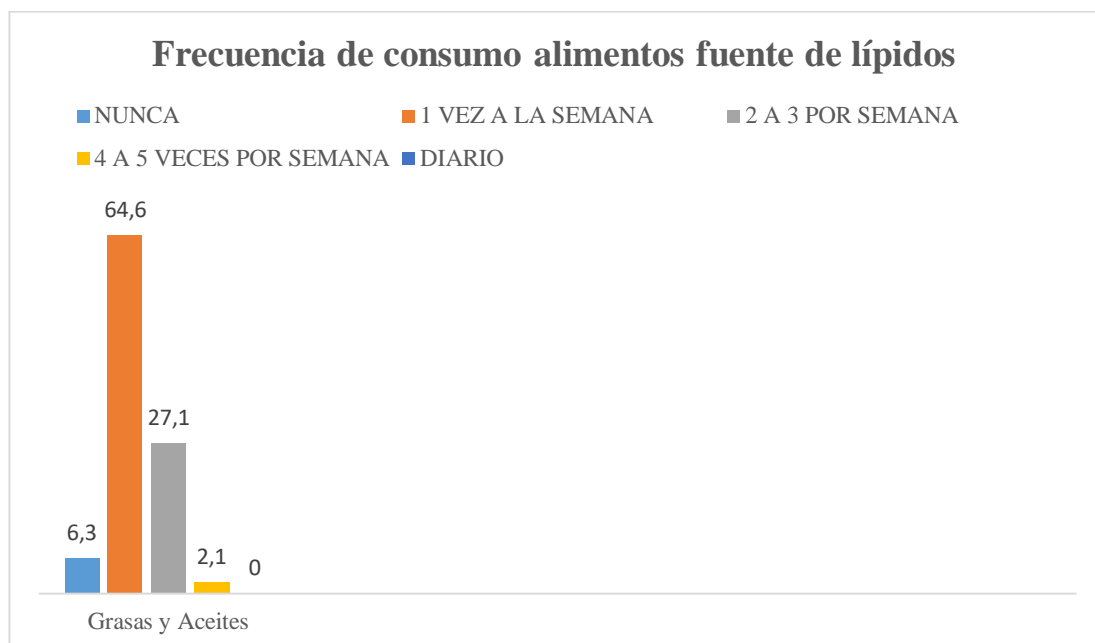 Frecuencia de consumo alimentos fuente de lípidos
NUNCA 1 VEZ A LA SEMANA 2 A 3 POR SEMANA
4 A 5 VECES POR SEMANA DIARIO
64,6
27,1
6,3
2,1
0
Grasas y Aceites